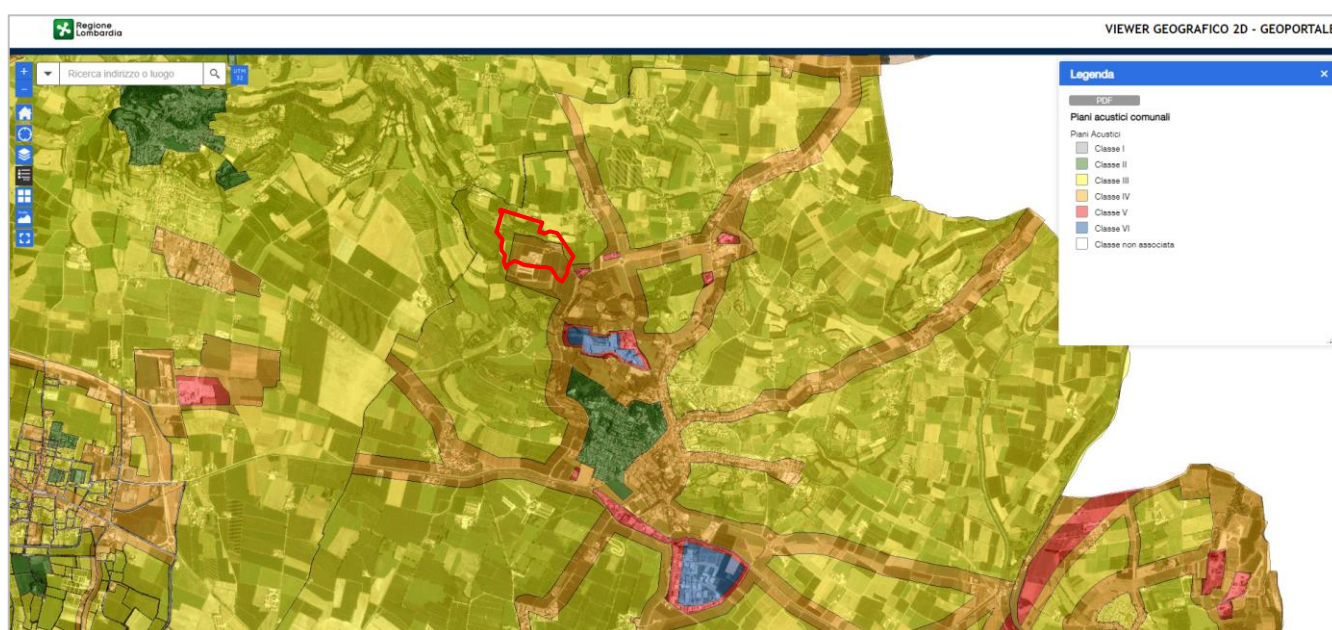 Regione
Lombardia
VIEWER GEOGRAFICO 2D - GEOPORTALE
+
Ricerca indirizzo o luogo
UTM
32
−
Legenda
×
PDF
Piani acustici comunali
Piani Acustici
Classe I
Classe II
Classe III
Classe IV
Classe V
Classe VI
Classe non associata